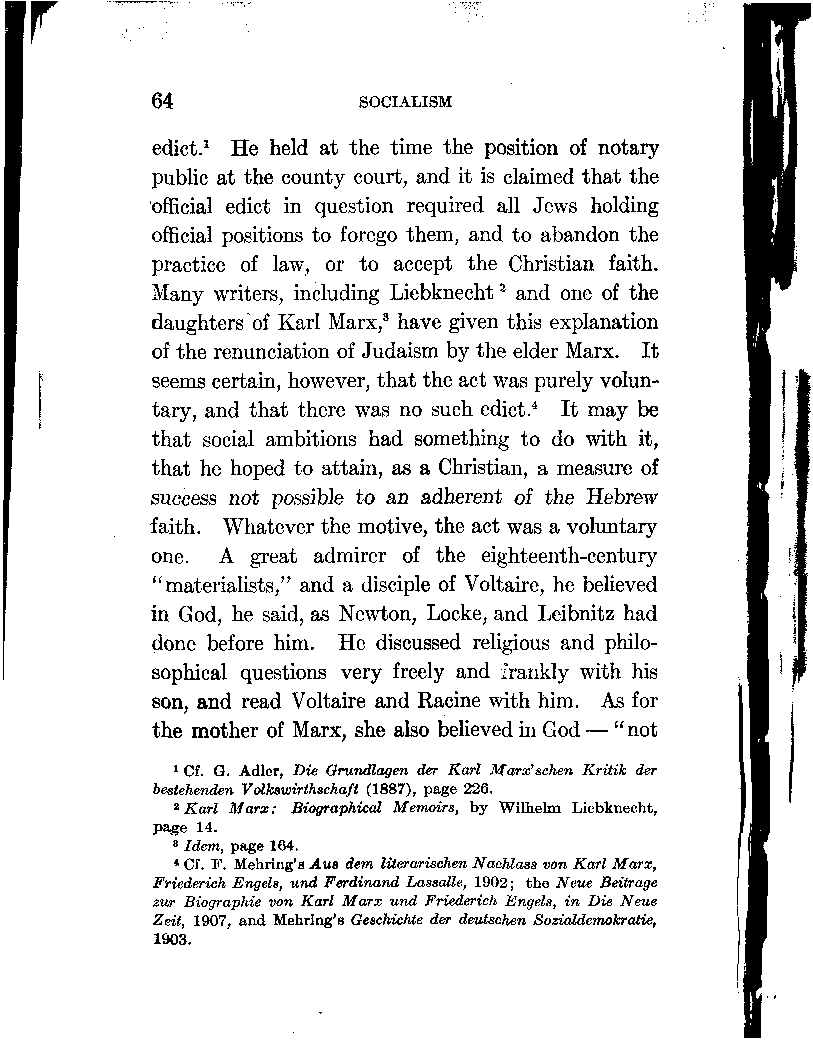 64 SOCIALISM
edict.¹ He held at the time the position of notary
public at the county court, and it is claimed that the
official edict in question required all Jews holding
official positions to forego them, and to abandon the
practice of law, or to accept the Christian faith.
Many writers, including Liebknecht ² and one of the
daughters of Karl Marx,³ have given this explanation
of the renunciation of Judaism by the elder Marx. It
seems certain, however, that the act was purely volun-
tary, and that there was no such edict.⁴ It may be
that social ambitions had something to do with it,
that he hoped to attain, as a Christian, a measure of
success not possible to an adherent of the Hebrew
faith. Whatever the motive, the act was a voluntary
one. A great admirer of the eighteenth-century
"materialists," and a disciple of Voltaire, he believed
in God, he said, as Newton, Locke, and Leibnitz had
done before him. He discussed religious and philo-
sophical questions very freely and frankly with his
son, and read Voltaire and Racine with him. As for
the mother of Marx, she also believed in God — "not
¹ Cf. G. Adler, Die Grundlagen der Karl Marx'schen Kritik der
bestehenden Volkswirthschaft (1887), page 226.
² Karl Marx: Biographical Memoirs, by Wilhelm Liebknecht,
page 14.
³ Idem, page 164.
⁴ Cf. F. Mehring's Aus dem literarischen Nachlass von Karl Marx,
Friederich Engels, und Ferdinand Lassalle, 1902; the Neue Beitrage
zur Biographie von Karl Marx und Friederich Engels, in Die Neue
Zeit, 1907, and Mehring's Geschichte der deutschen Sozialdemokratie,
1903.